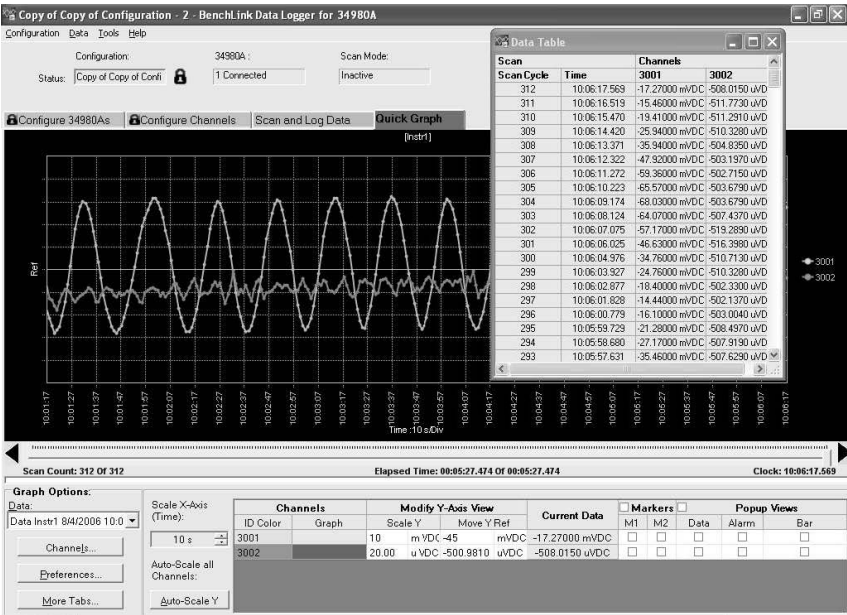 Copy of Copy of Configuration - 2 - BenchLink Data Logger for 34980A
Configuration Data Tools Help
Configuration: 34980A : Scan Mode:
Status: Copy of Copy of Confi 1 Connected Inactive
Configure 34980As Configure Channels Scan and Log Data Quick Graph
[Instr1]
Ref
3001
3002
10:01:17 10:01:27 10:01:37 10:01:47 10:01:57 10:02:07 10:02:17 10:02:27 10:02:37 10:02:47 10:02:57 10:03:07 10:03:17 10:03:27 10:03:37 10:03:47 10:03:57 10:04:07 10:04:17 10:04:27 10:04:37 10:04:47 10:04:57 10:05:07 10:05:17 10:05:27 10:05:37 10:05:47 10:05:57 10:06:07 10:06:17
Time :10 s/Div
Data Table
Scan Channels
Scan Cycle Time 3001 3002
312 10:06:17.569 -17.27000 mVDC -508.0150 uVD
311 10:06:16.519 -15.46000 mVDC -511.7730 uVD
310 10:06:15.470 -19.41000 mVDC -511.2910 uVD
309 10:06:14.420 -25.94000 mVDC -510.3280 uVD
308 10:06:13.371 -35.94000 mVDC -504.8350 uVD
307 10:06:12.322 -47.92000 mVDC -503.1970 uVD
306 10:06:11.272 -59.36000 mVDC -502.7150 uVD
305 10:06:10.223 -65.57000 mVDC -503.6790 uVD
304 10:06:09.174 -68.03000 mVDC -503.6790 uVD
303 10:06:08.124 -64.07000 mVDC -507.4370 uVD
302 10:06:07.075 -57.17000 mVDC -519.2890 uVD
301 10:06:06.025 -46.63000 mVDC -516.3980 uVD
300 10:06:04.976 -34.76000 mVDC -510.7130 uVD
299 10:06:03.927 -24.76000 mVDC -510.3280 uVD
298 10:06:02.877 -18.40000 mVDC -502.3300 uVD
297 10:06:01.828 -14.44000 mVDC -502.1370 uVD
296 10:06:00.779 -16.10000 mVDC -503.0040 uVD
295 10:05:59.729 -21.28000 mVDC -508.4970 uVD
294 10:05:58.680 -27.17000 mVDC -507.9190 uVD
293 10:05:57.631 -35.46000 mVDC -507.6290 uVD
Scan Count: 312 Of 312 Elapsed Time: 00:05:27.474 Of 00:05:27.474 Clock: 10:06:17.569
Graph Options:
Data:
Data Instr1 8/4/2006 10:0
Channels...
Preferences...
More Tabs...
Scale X-Axis (Time):
10 s
Auto-Scale all Channels:
Auto-Scale Y
Channels Modify Y-Axis View Current Data Markers Popup Views
ID Color Graph Scale Y Move Y Ref M1 M2 Data Alarm Bar
3001 10 m VDC -45 mVDC -17.27000 mVDC
3002 20.00 u VDC -500.9810 uVDC -508.0150 uVDC